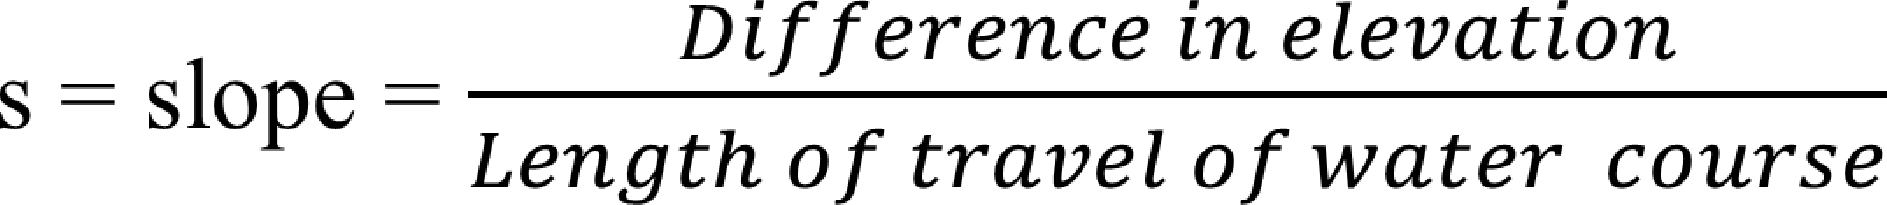 s = slope = Difference in elevation / Length of travel of water course